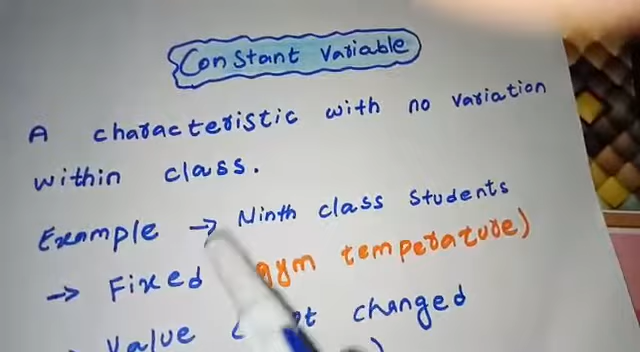 Constant Variable
A characteristic with no variation
within class.
Example → Ninth class students
→ Fixed gym temperature)
Value changed
)